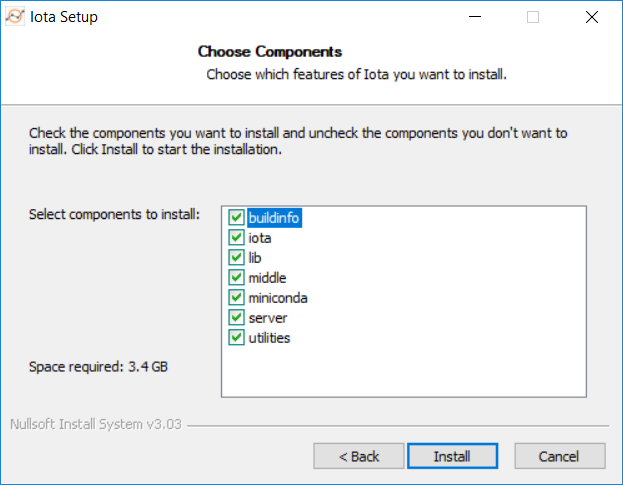 Iota Setup
Choose Components
Choose which features of Iota you want to install.
Check the components you want to install and uncheck the components you don't want to
install. Click Install to start the installation.
Select components to install:
buildinfo
iota
lib
middle
miniconda
server
utilities
Space required: 3.4 GB
Nullsoft Install System v3.03
< Back
Install
Cancel